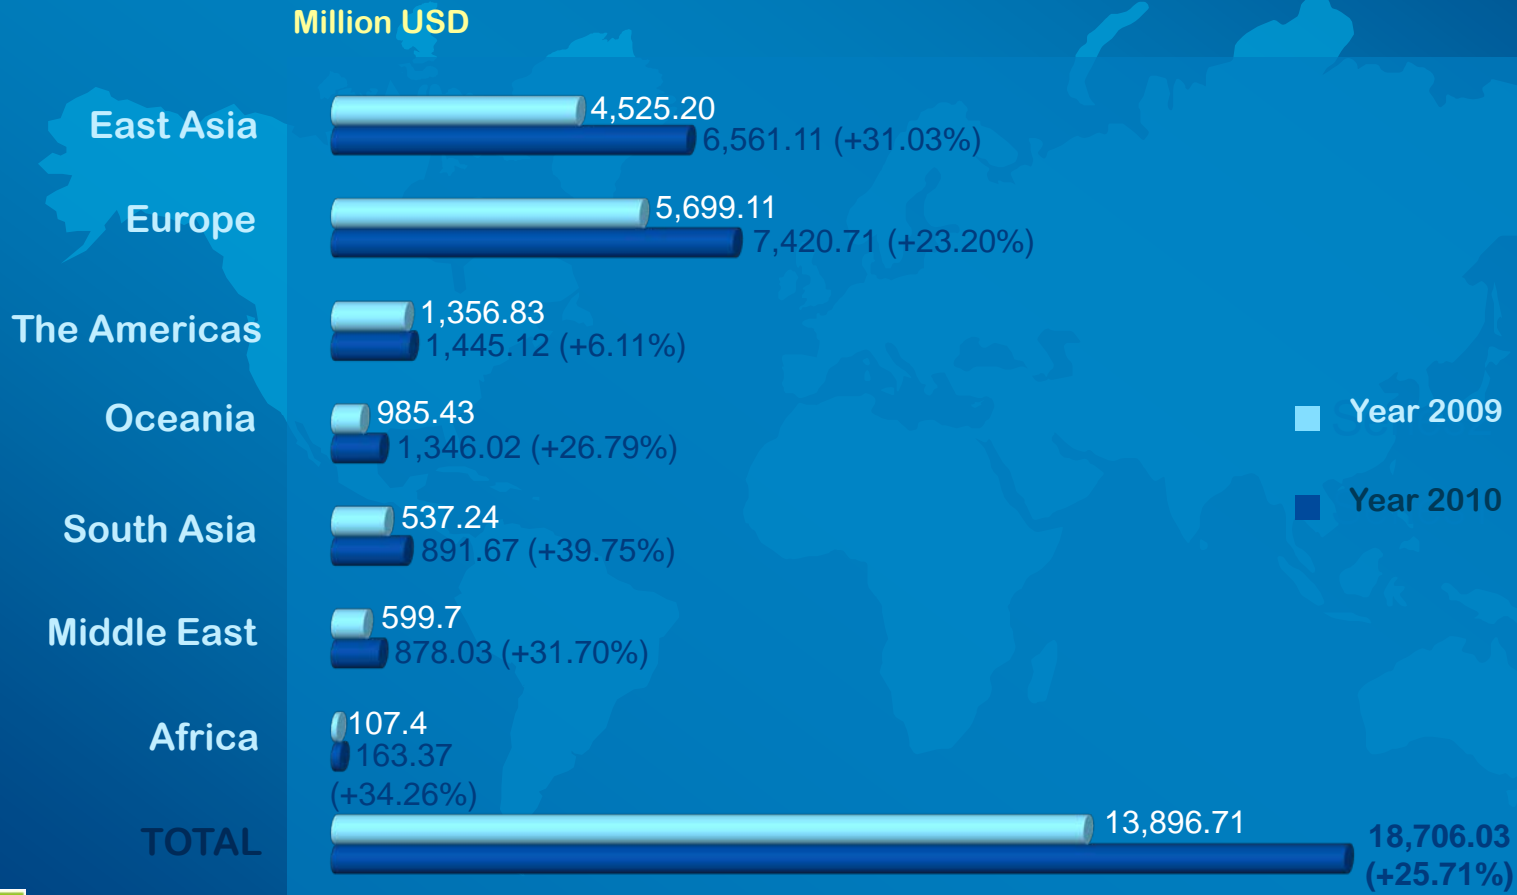 Million USD
East Asia
4,525.20
6,561.11 (+31.03%)
Europe
5,699.11
7,420.71 (+23.20%)
The Americas
1,356.83
1,445.12 (+6.11%)
Oceania
985.43
1,346.02 (+26.79%)
Year 2009
South Asia
537.24
891.67 (+39.75%)
Year 2010
Middle East
599.7
878.03 (+31.70%)
Africa
107.4
163.37
(+34.26%)
TOTAL
13,896.71
18,706.03
(+25.71%)